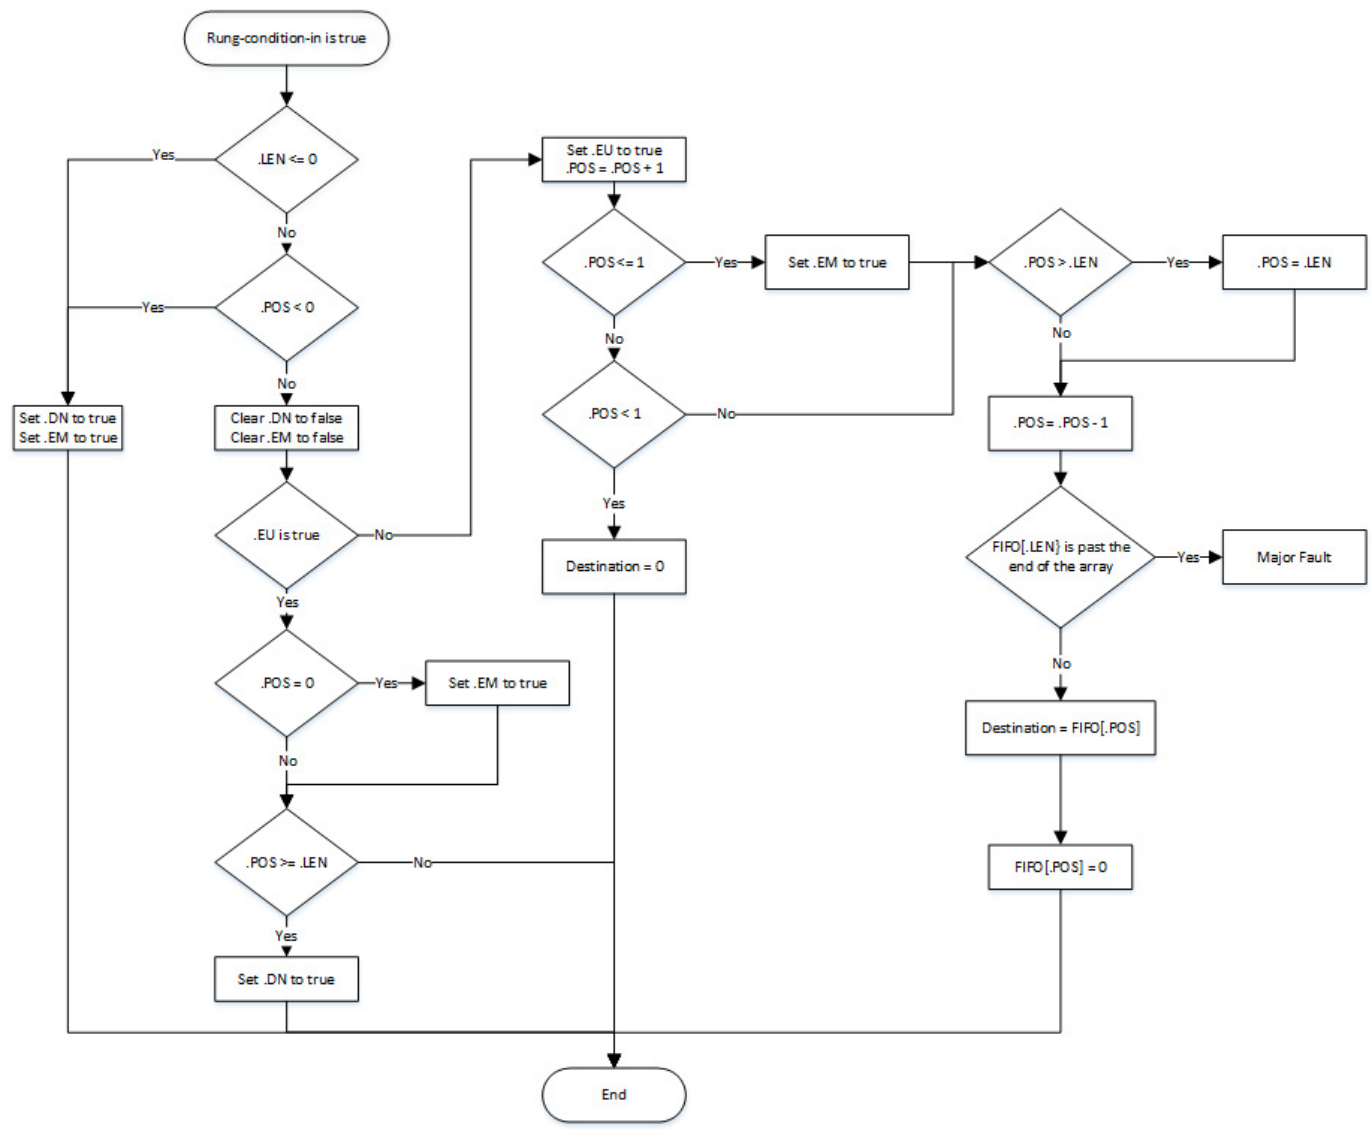 Rung-condition-in is true
.LEN <= 0
Yes
No
.POS < 0
Yes
No
Set .DN to true
Set .EM to true
Clear .DN to false
Clear .EM to false
.EU is true
No
Yes
.POS = 0
Yes
Set .EM to true
No
.POS >= .LEN
No
Yes
Set .DN to true
Set .EU to true
.POS = .POS + 1
.POS <= 1
Yes
Set .EM to true
No
.POS < 1
No
Yes
Destination = 0
.POS > .LEN
Yes
.POS = .LEN
No
.POS = .POS - 1
FIFO[.LEN} is past the
end of the array
Yes
Major Fault
No
Destination = FIFO[.POS]
FIFO[.POS] = 0
End